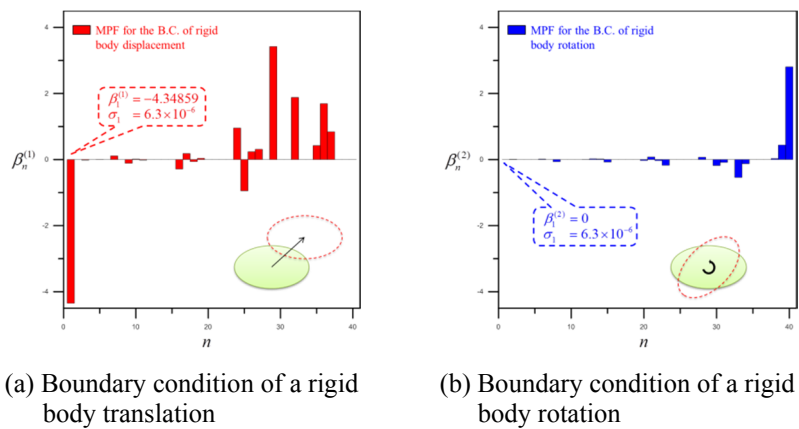 MPF for the B.C. of rigid
body displacement
β₁⁽¹⁾ = −4.34859
σ₁ = 6.3×10⁻⁶
βₙ⁽¹⁾
4
2
0
-2
-4
0 10 20 30 40
n
(a) Boundary condition of a rigid
body translation
MPF for the B.C. of rigid
body rotation
β₁⁽²⁾ = 0
σ₁ = 6.3×10⁻⁶
βₙ⁽²⁾
4
2
0
-2
-4
0 10 20 30 40
n
(b) Boundary condition of a rigid
body rotation